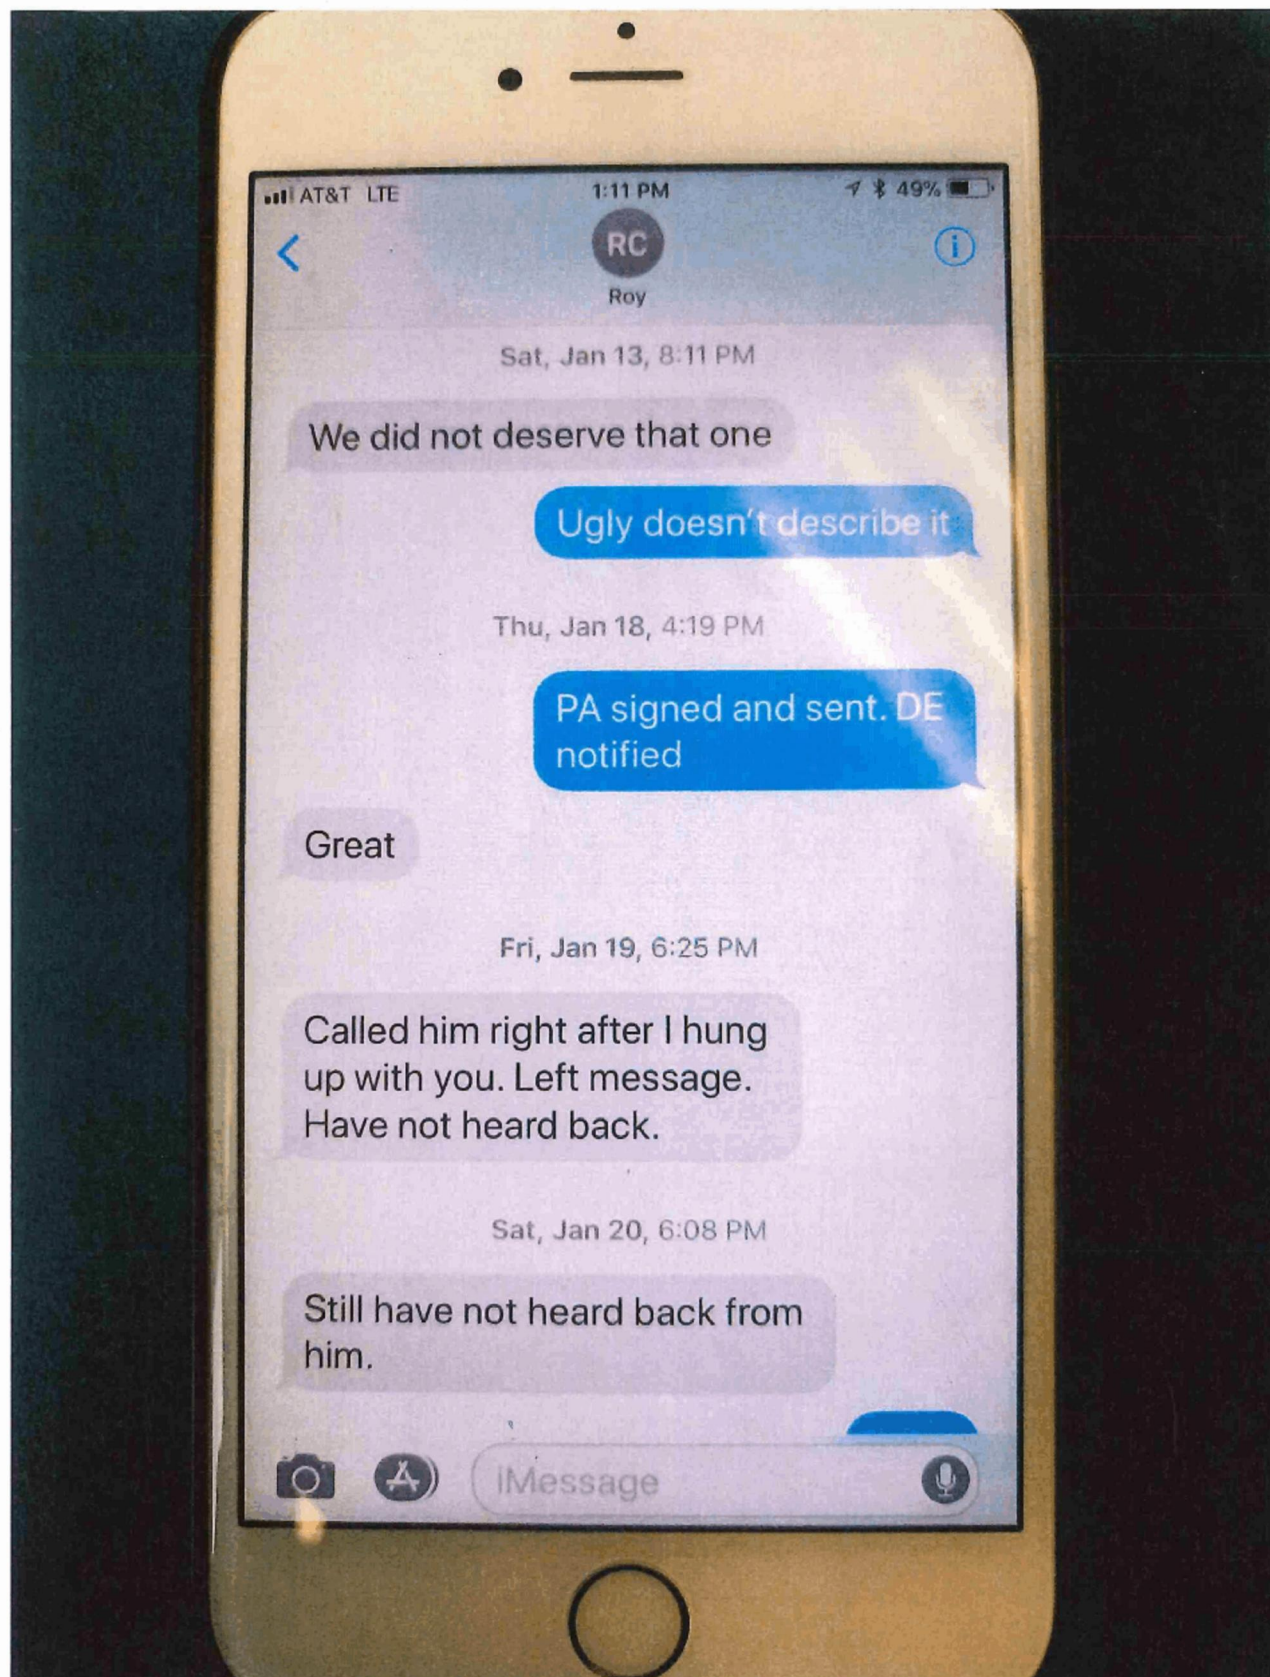 AT&T LTE 1:11 PM 49%
RC
Roy
Sat, Jan 13, 8:11 PM
We did not deserve that one
Ugly doesn't describe it
Thu, Jan 18, 4:19 PM
PA signed and sent. DE
notified
Great
Fri, Jan 19, 6:25 PM
Called him right after I hung
up with you. Left message.
Have not heard back.
Sat, Jan 20, 6:08 PM
Still have not heard back from
him.
iMessage